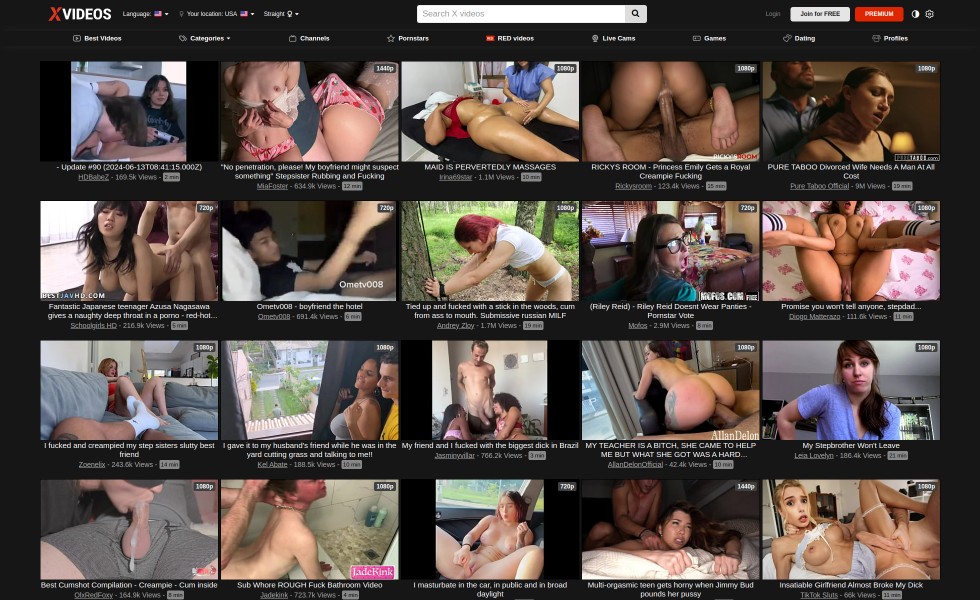 XVIDEOS Language: Your location: USA Straight Search X videos Login Join for FREE PREMIUM
Best Videos Categories Channels Pornstars RED videos Live Cams Games Dating Profiles
1440p 1080p 1080p 1080p
- Update #90 (2024-06-13T08:41:15.000Z)
HDBabeZ - 169.5k Views - 2 min
"No penetration, please! My boyfriend might suspect
something" Stepsister Rubbing and Fucking
MiaFoster - 634.9k Views - 12 min
MAID IS PERVERTEDLY MASSAGES
Irina69star - 1.1M Views - 10 min
RICKYS ROOM - Princess Emily Gets a Royal
Creampie Fucking
Rickysroom - 123.4k Views - 15 min
PURE TABOO Divorced Wife Needs A Man At All
Cost
Pure Taboo Official - 9M Views - 19 min
720p 720p 1080p 720p 1080p
BESTJAVHD.COM
Fantastic Japanese teenager Azusa Nagasawa
gives a naughty deep throat in a porno - red-hot...
Schoolgirls HD - 216.9k Views - 5 min
Ometv008
Ometv008 - boyfriend the hotel
Ometv008 - 691.4k Views - 6 min
Tied up and fucked with a stick in the woods, cum
from ass to mouth. Submissive russian MILF
Andrey Zloy - 1.7M Views - 19 min
MOFOS.COM
(Riley Reid) - Riley Reid Doesnt Wear Panties -
Pornstar Vote
Mofos - 2.9M Views - 8 min
Promise you won't tell anyone, stepdad...
Diogo Matterazo - 111.6k Views - 11 min
1080p 1080p 1080p 1080p 1080p
I fucked and creampied my step sisters slutty best
friend
Zoenelix - 243.6k Views - 14 min
I gave it to my husband's friend while he was in the
yard cutting grass and talking to me!!
Kel Abate - 188.5k Views - 10 min
My friend and I fucked with the biggest dick in Brazil
Jasminyvillar - 766.2k Views - 3 min
AllanDelon
MY TEACHER IS A BITCH, SHE CAME TO HELP
ME BUT WHAT SHE GOT WAS A HARD...
AllanDelonOfficial - 42.4k Views - 10 min
My Stepbrother Won't Leave
Leia Lovelyn - 186.4k Views - 21 min
1080p 1080p 720p 1440p 1080p
Best Cumshot Compilation - Creampie - Cum inside
OlxRedFoxy - 164.9k Views - 8 min
JadeKink
Sub Whore ROUGH Fuck Bathroom Video
Jadekink - 723.7k Views - 4 min
I masturbate in the car, in public and in broad
daylight
Multi-orgasmic teen gets horny when Jimmy Bud
pounds her pussy
Insatiable Girlfriend Almost Broke My Dick
TikTok Sluts - 66k Views - 11 min